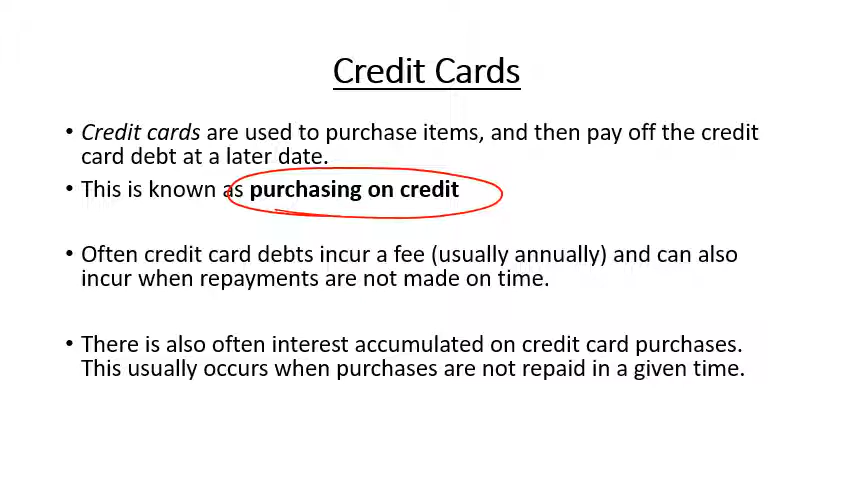 Credit Cards
• Credit cards are used to purchase items, and then pay off the credit
card debt at a later date.
• This is known as purchasing on credit
• Often credit card debts incur a fee (usually annually) and can also
incur when repayments are not made on time.
• There is also often interest accumulated on credit card purchases.
This usually occurs when purchases are not repaid in a given time.